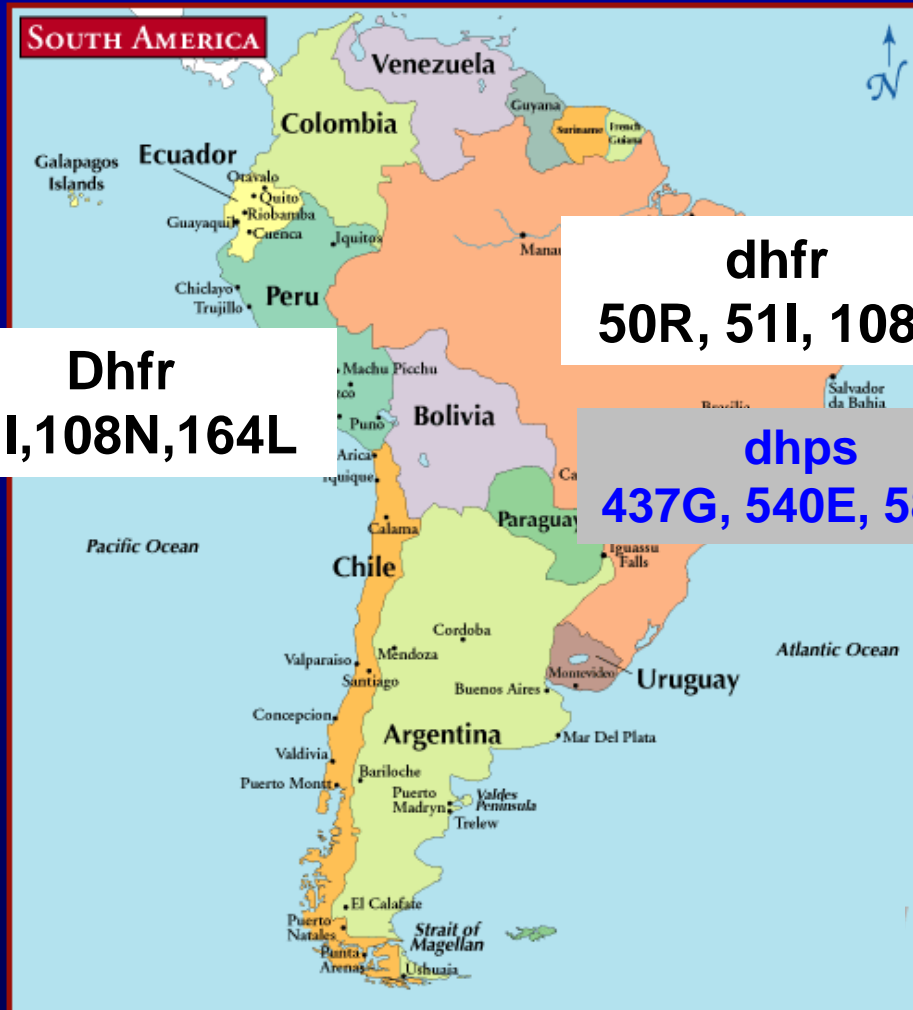 SOUTH AMERICA
N
Venezuela
Guyana
Suriname
French
Guiana
Colombia
Galapagos
Islands
Ecuador
Otavalo
Quito
Riobamba
Guayaquil
Cuenca
Iquitos
Chiclayo
Trujillo
Peru
dhfr
50R, 51I, 108
Dhfr
I,108N,164L
Machu Picchu
Puno
Bolivia
Salvador
da Bahia
Brasilia
dhps
437G, 540E,
Arica
Iquique
Calama
Paraguay
Iguassu
Falls
Pacific Ocean
Chile
Cordoba
Mendoza
Valparaiso
Santiago
Montevideo
Uruguay
Atlantic Ocean
Buenos Aires
Concepcion
Argentina
Mar Del Plata
Valdivia
Bariloche
Puerto Montt
Puerto
Madryn
Valdes
Peninsula
Trelew
El Calafate
Puerto
Natales
Strait of
Magellan
Punta
Arenas
Ushuaia